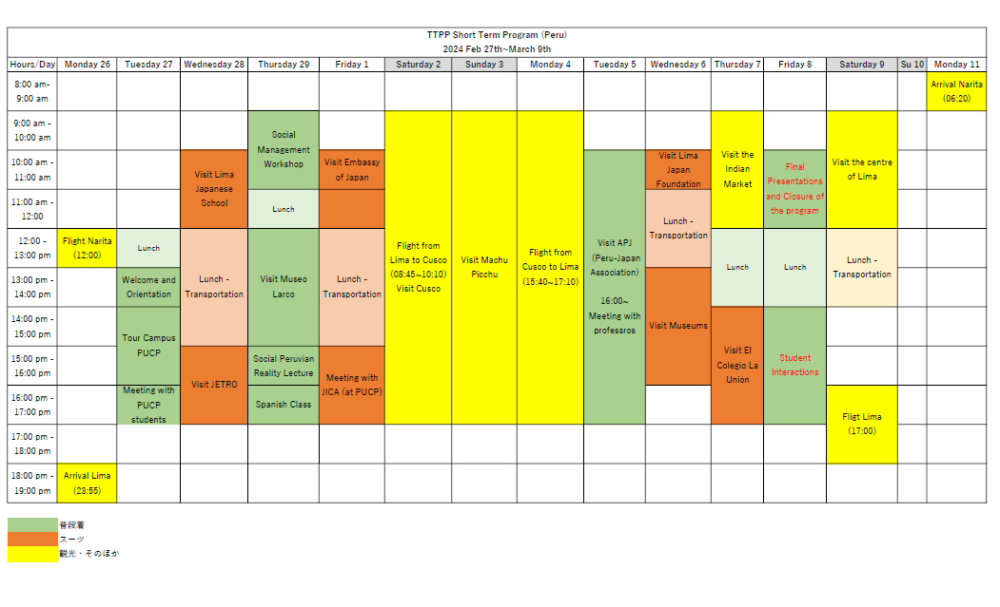 TTPP Short Term Program (Peru)
2024 Feb 27th~March 9th
Hours/Day Monday 26 Tuesday 27 Wednesday 28 Thursday 29 Friday 1 Saturday 2 Sunday 3 Monday 4 Tuesday 5 Wednesday 6 Thursday 7 Friday 8 Saturday 9 Su 10 Monday 11
8:00 am-
9:00 am
Arrival Narita
(06:20)
9:00 am -
10:00 am
Social
Management
Workshop
10:00 am -
11:00 am
Visit Lima
Japanese
School
Visit Embassy
of Japan
Visit Lima
Japan
Foundation
Visit the
Indian
Market
FInal
Presentations
and Closure of
the program
Visit the centre
of Lima
11:00 am -
12:00
Lunch
Lunch -
Transportation
12:00 -
13:00 pm
Flight Narita
(12:00)
Lunch
Lunch -
Transportation
Visit Museo
Larco
Lunch -
Transportation
Flight from
Lima to Cusco
(08:45~10:10)
Visit Cusco
Visit Machu
Picchu
Flight from
Cusco to Lima
(15:40~17:10)
Visit APJ
(Peru-Japan
Association)
16:00~
Meeting with
professros
Lunch
Lunch
Lunch -
Transportation
13:00 pm -
14:00 pm
Welcome and
Orientation
Visit Museums
14:00 pm -
15:00 pm
Tour Campus
PUCP
Visit El
Colegio La
Unión
Student
Interactions
15:00 pm -
16:00 pm
Visit JETRO
Social Peruvian
Reality Lecture
Meeting with
JICA (at PUCP)
16:00 pm -
17:00 pm
Meeting with
PUCP
students
Spanish Class
Fligt Lima
(17:00)
17:00 pm -
18:00 pm
18:00 pm -
19:00 pm
Arrival Lima
(23:55)
普段着
スーツ
観光・そのほか